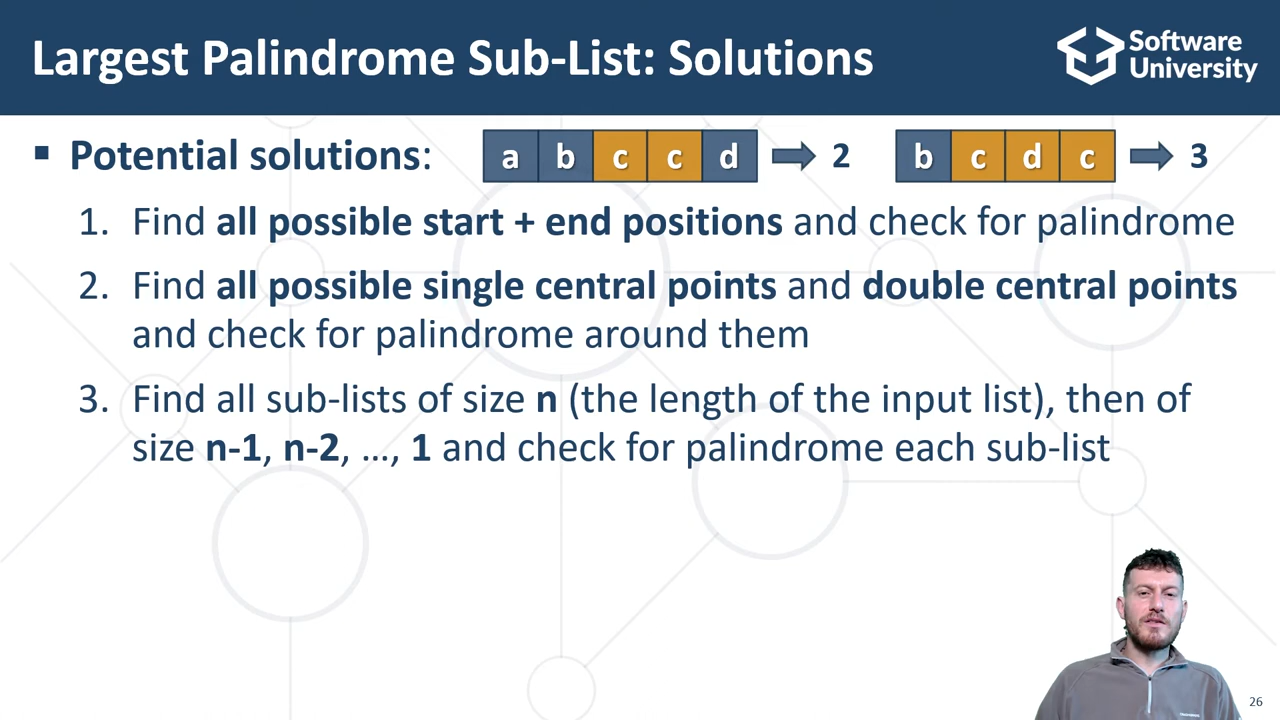 Largest Palindrome Sub-List: Solutions
Software
University
▪ Potential solutions:
a b c c d 2
b c d c 3
1. Find all possible start + end positions and check for palindrome
2. Find all possible single central points and double central points
and check for palindrome around them
3. Find all sub-lists of size n (the length of the input list), then of
size n-1, n-2, …, 1 and check for palindrome each sub-list
26